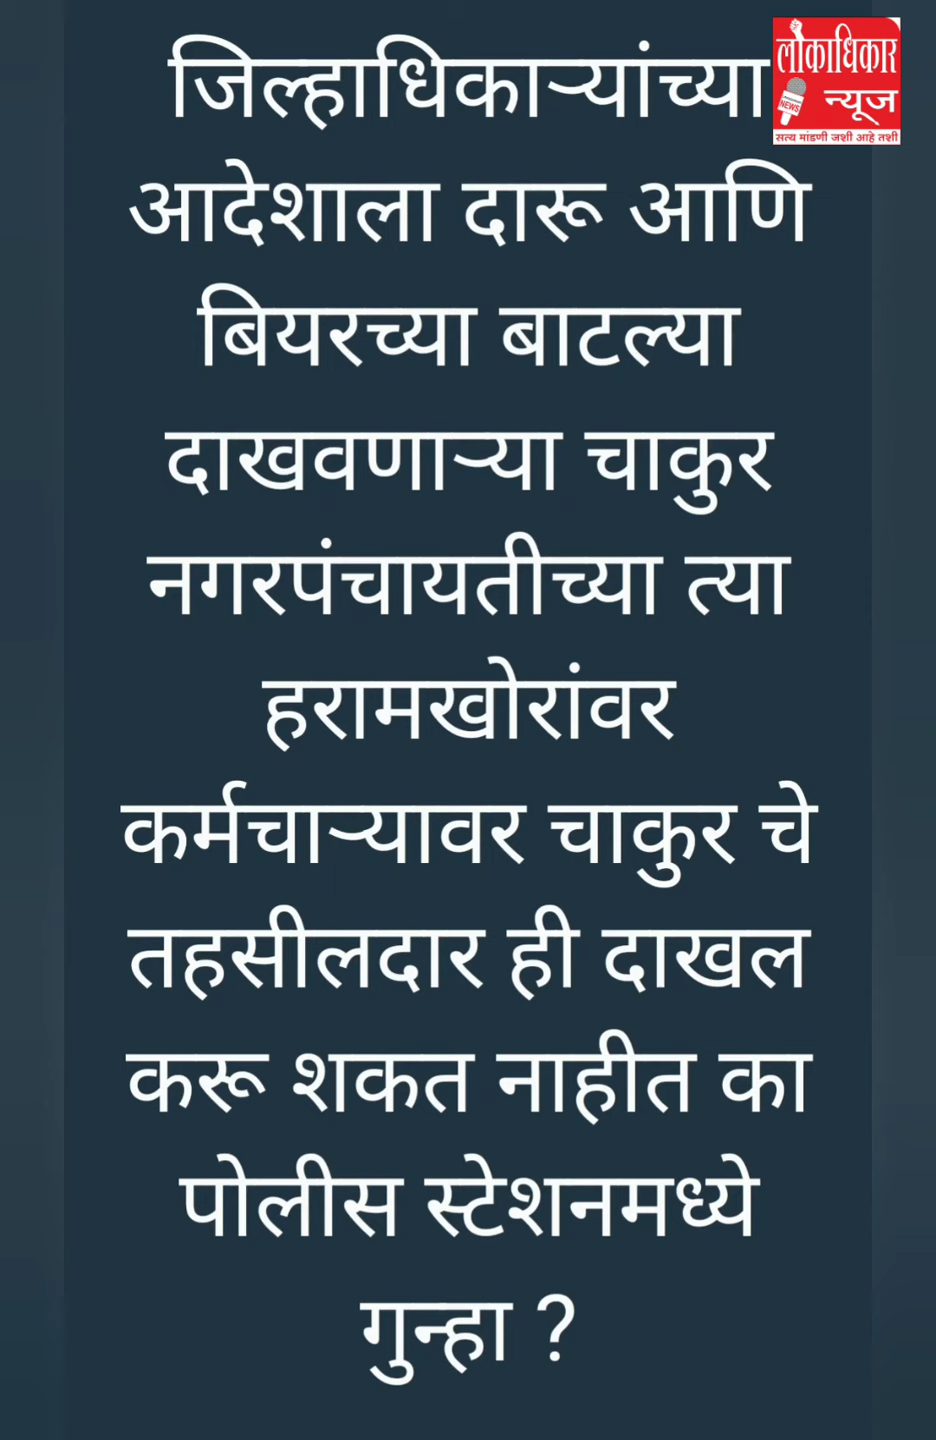 जिल्हाधिकाऱ्यांच्या
आदेशाला दारू आणि
बियरच्या बाटल्या
दाखवणाऱ्या चाकुर
नगरपंचायतीच्या त्या
हरामखोरांवर
कर्मचाऱ्यावर चाकुर चे
तहसीलदार ही दाखल
करू शकत नाहीत का
पोलीस स्टेशनमध्ये
गुन्हा ?
लोकाधिकार
NEWS
न्यूज
सत्य मांडणी जशी आहे तशी